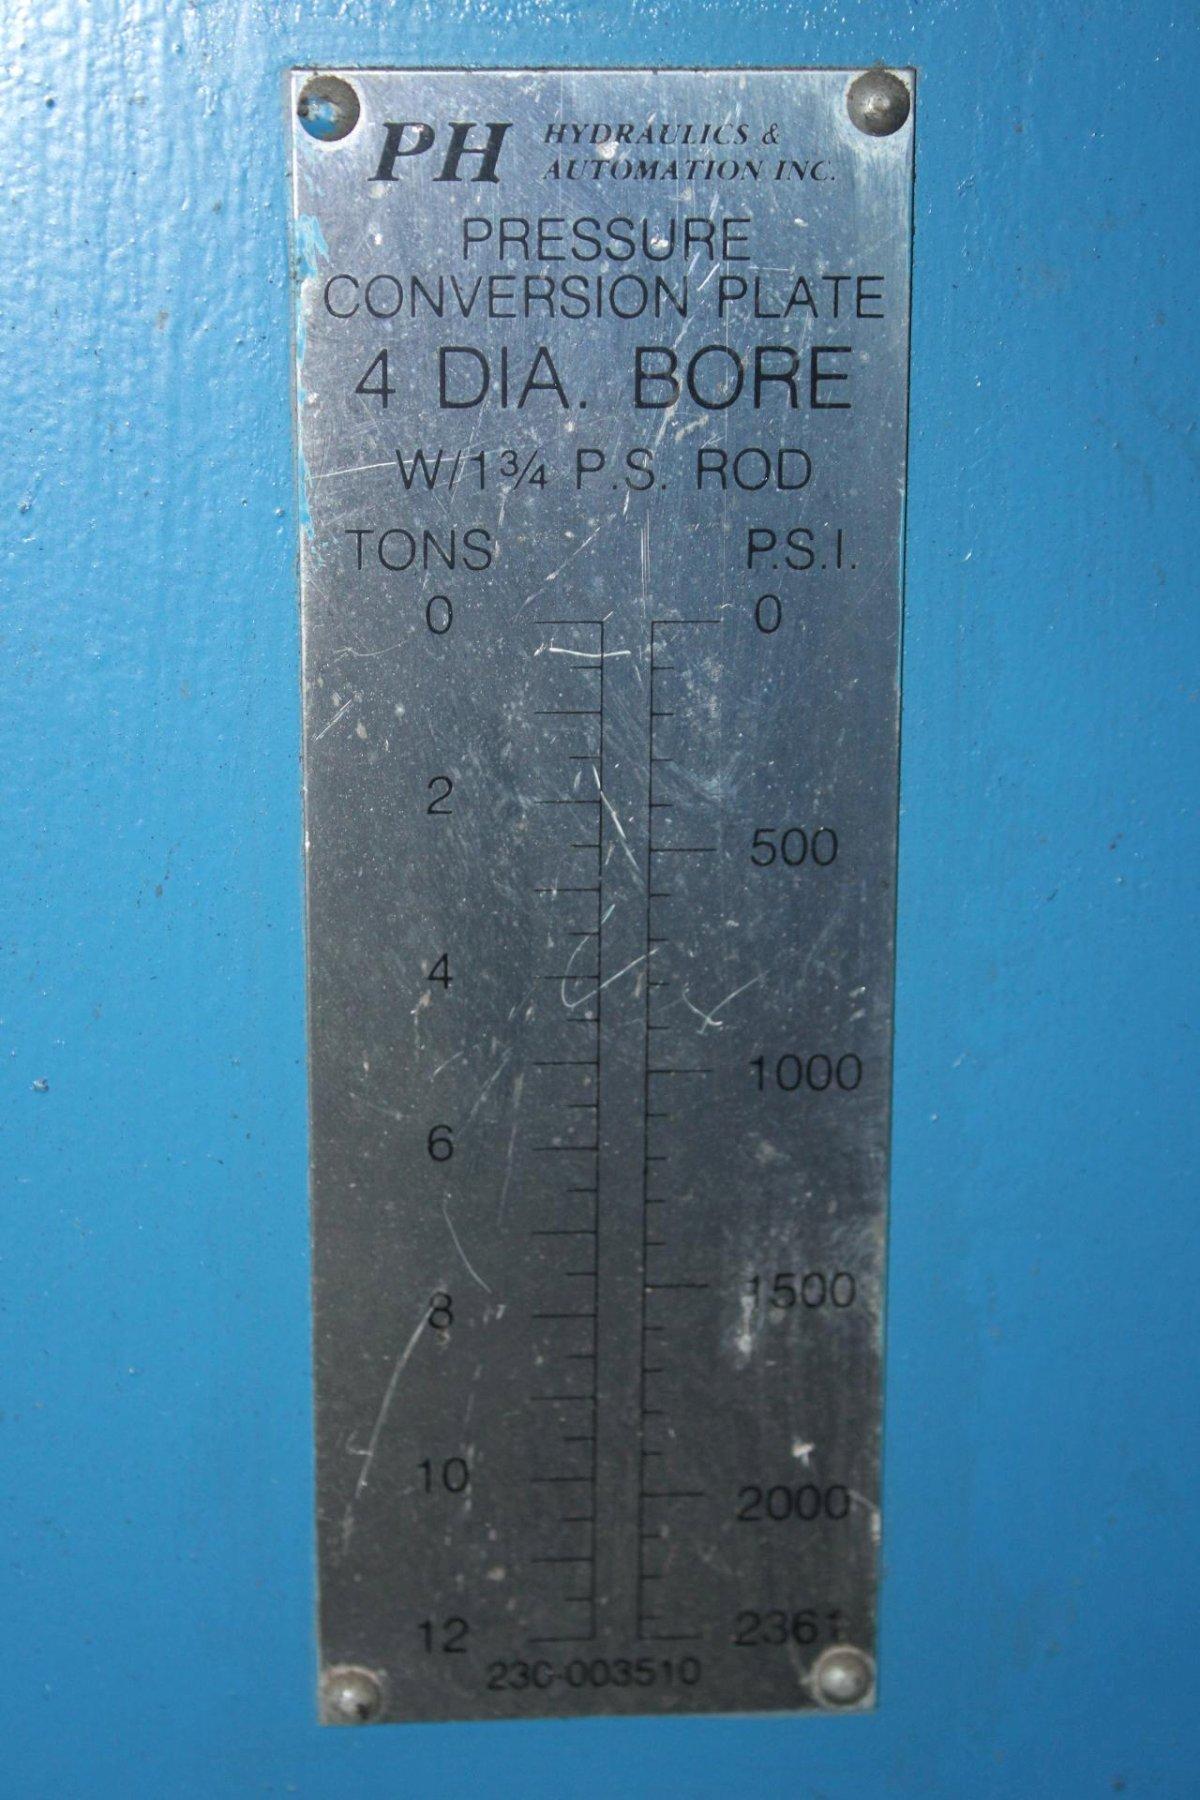 PH HYDRAULICS &
AUTOMATION INC.
PRESSURE
CONVERSION PLATE
4 DIA. BORE
W/1¾ P.S. ROD
TONS P.S.I.
0 0
2
500
4
1000
6
1500
8
10
2000
12 2361
230-003510